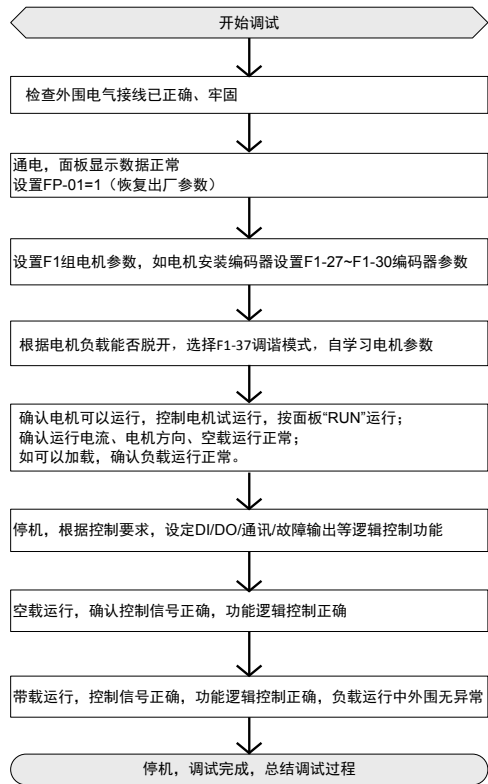 开始调试
检查外围电气接线已正确、牢固
通电，面板显示数据正常
设置FP-01=1（恢复出厂参数）
设置F1组电机参数，如电机安装编码器设置F1-27~F1-30编码器参数
根据电机负载能否脱开，选择F1-37调谐模式，自学习电机参数
确认电机可以运行，控制电机试运行，按面板“RUN”运行；
确认运行电流、电机方向、空载运行正常；
如可以加载，确认负载运行正常。
停机，根据控制要求，设定DI/DO/通讯/故障输出等逻辑控制功能
空载运行，确认控制信号正确，功能逻辑控制正确
带载运行，控制信号正确，功能逻辑控制正确，负载运行中外围无异常
停机，调试完成，总结调试过程